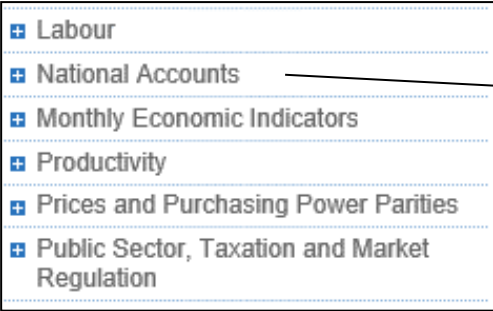 Labour
National Accounts
Monthly Economic Indicators
Productivity
Prices and Purchasing Power Parities
Public Sector, Taxation and Market
Regulation